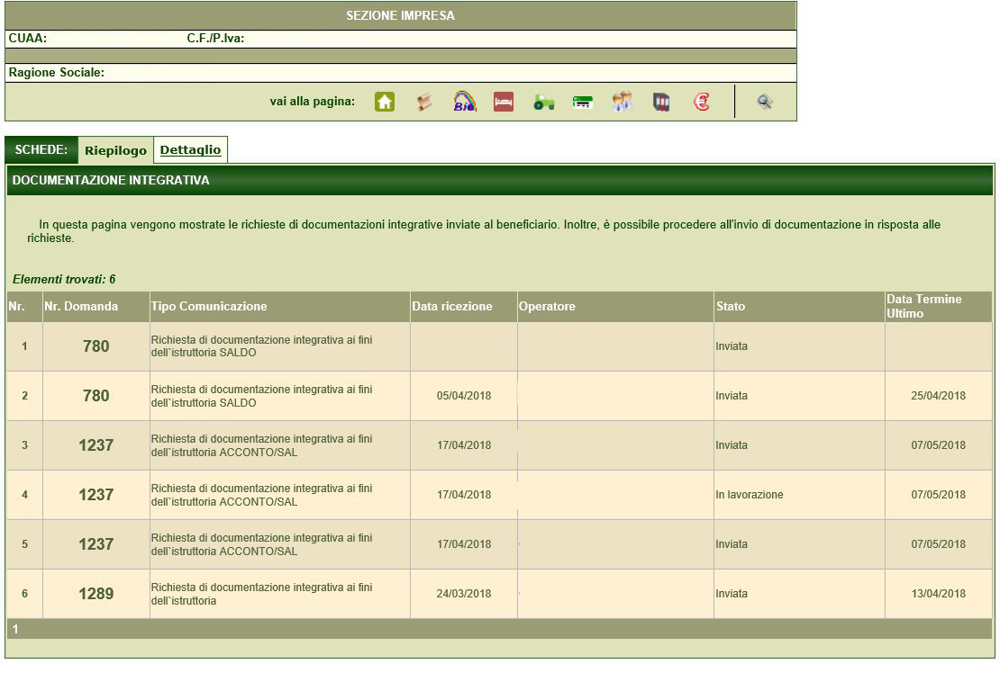 SEZIONE IMPRESA
CUAA: C.F./P.Iva:
Ragione Sociale:
vai alla pagina: Bio
SCHEDE: Riepilogo Dettaglio
DOCUMENTAZIONE INTEGRATIVA
In questa pagina vengono mostrate le richieste di documentazioni integrative inviate al beneficiario. Inoltre, è possibile procedere all'invio di documentazione in risposta alle
richieste.
Elementi trovati: 6
Nr. Nr. Domanda Tipo Comunicazione Data ricezione Operatore Stato Data Termine
Ultimo
1 780 Richiesta di documentazione integrativa ai fini
dell`istruttoria SALDO Inviata
2 780 Richiesta di documentazione integrativa ai fini
dell`istruttoria SALDO 05/04/2018 Inviata 25/04/2018
3 1237 Richiesta di documentazione integrativa ai fini
dell`istruttoria ACCONTO/SAL 17/04/2018 Inviata 07/05/2018
4 1237 Richiesta di documentazione integrativa ai fini
dell`istruttoria ACCONTO/SAL 17/04/2018 In lavorazione 07/05/2018
5 1237 Richiesta di documentazione integrativa ai fini
dell`istruttoria ACCONTO/SAL 17/04/2018 Inviata 07/05/2018
6 1289 Richiesta di documentazione integrativa ai fini
dell`istruttoria 24/03/2018 Inviata 13/04/2018
1